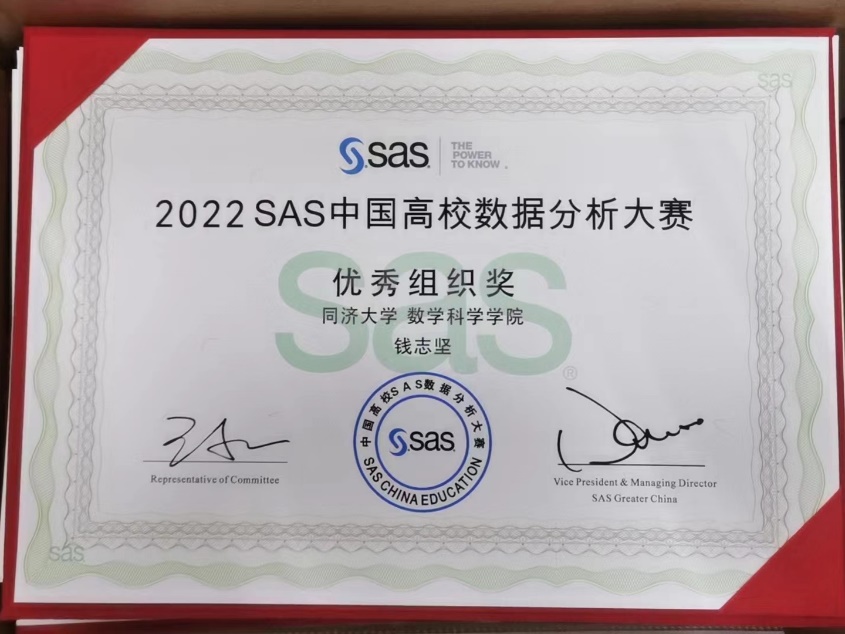 sas
sas. THE
POWER
TO KNOW.
2022 SAS中国高校数据分析大赛
优秀组织奖
同济大学 数学科学学院
钱志坚
sas®
中国高校SAS数据分析大赛
sas.
SAS CHINA EDUCATION
Representative of Committee
Vice President & Managing Director
SAS Greater China
sas